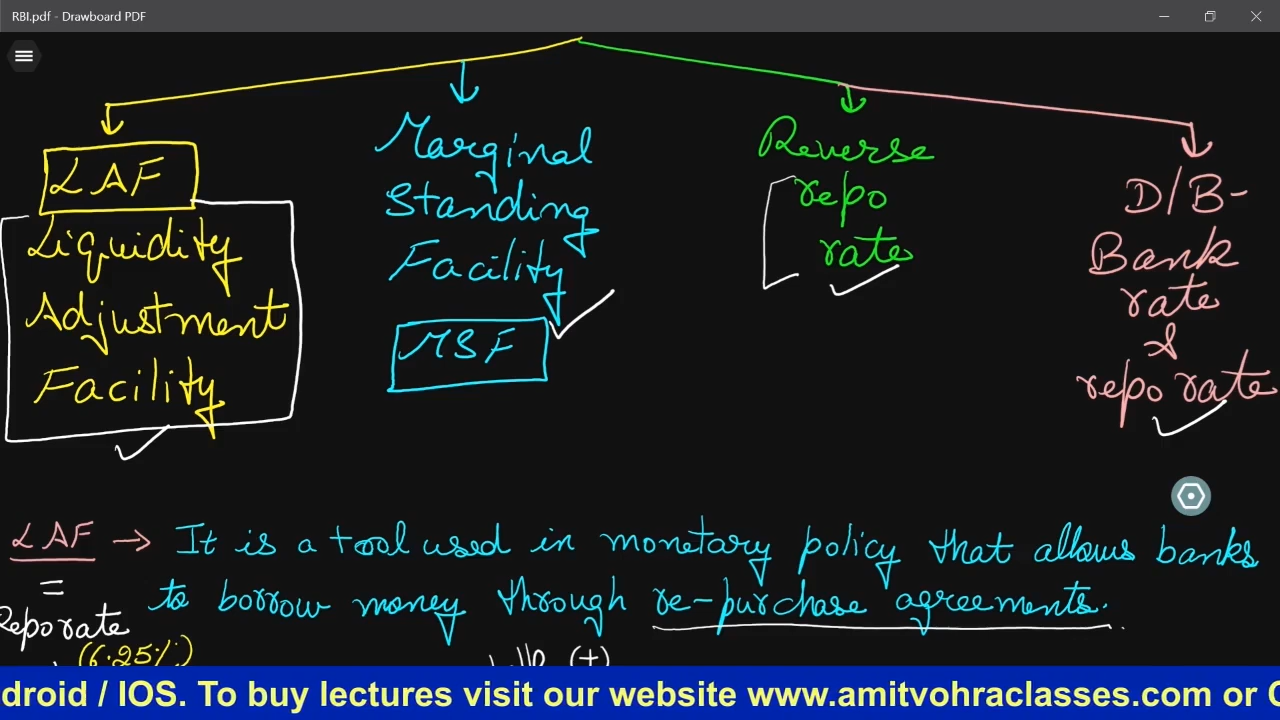 RBI.pdf - Drawboard PDF
LAF
Liquidity
Adjustment
Facility
Marginal
Standing
Facility
MSF
Reverse
repo
rate
D/B-
Bank
rate
&
repo rate
LAF → It is a tool used in monetary policy that allows banks
= to borrow money through re-purchase agreements.
Repo rate
(6.25%)
(+)
droid / IOS. To buy lectures visit our website www.amitvohraclasses.com or